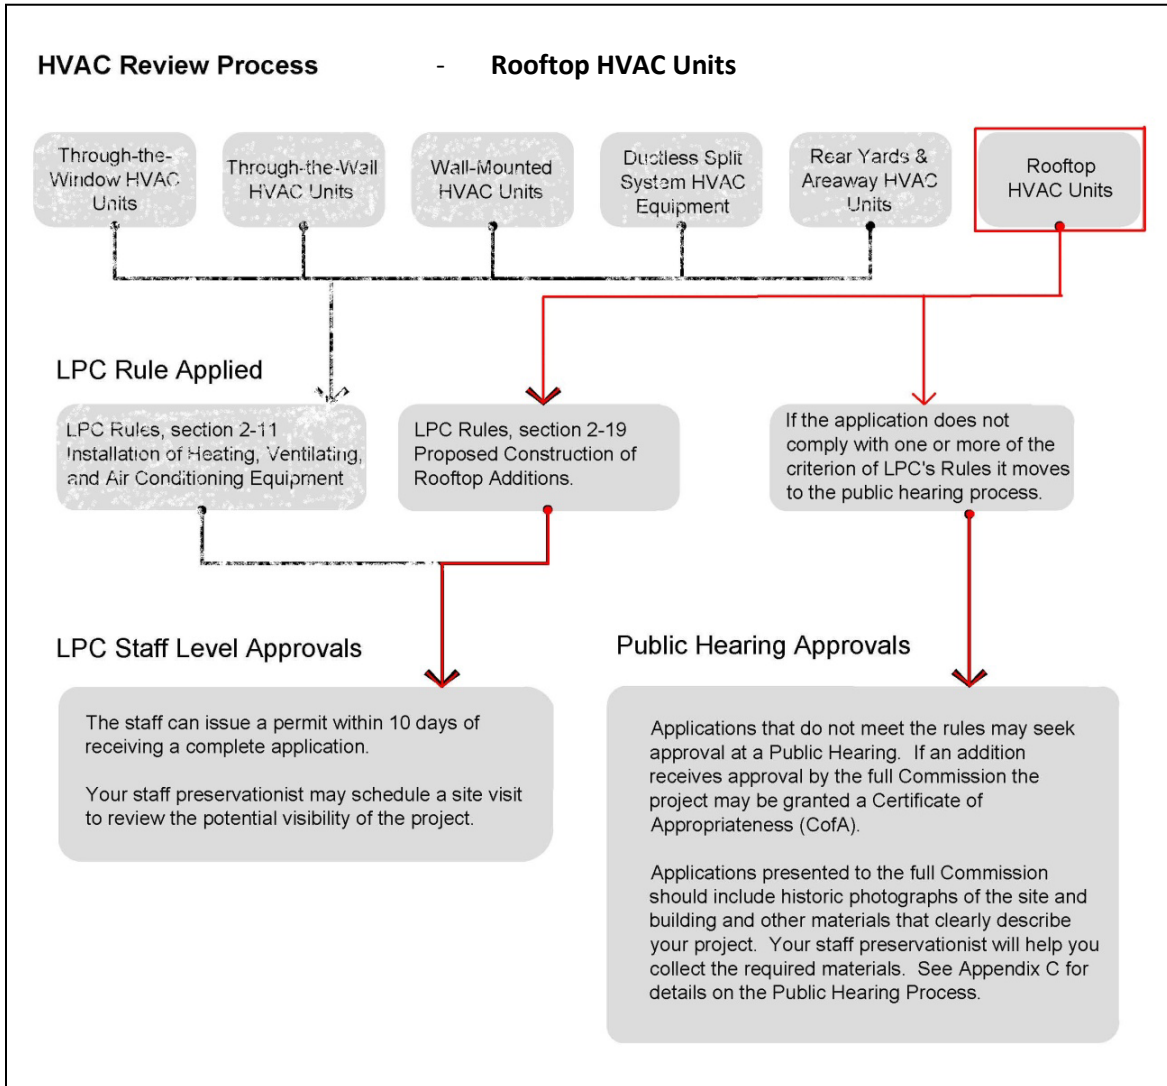 HVAC Review Process - Rooftop HVAC Units
Through-the-
Window HVAC
Units
Through-the-Wall
HVAC Units
Wall-Mounted
HVAC Units
Ductless Split
System HVAC
Equipment
Rear Yards &
Areaway HVAC
Units
Rooftop
HVAC Units
LPC Rule Applied
LPC Rules, section 2-11
Installation of Heating, Ventilating,
and Air Conditioning Equipment
LPC Rules, section 2-19
Proposed Construction of
Rooftop Additions.
If the application does not
comply with one or more of the
criterion of LPC's Rules it moves
to the public hearing process.
LPC Staff Level Approvals
The staff can issue a permit within 10 days of
receiving a complete application.
Your staff preservationist may schedule a site visit
to review the potential visibility of the project.
Public Hearing Approvals
Applications that do not meet the rules may seek
approval at a Public Hearing. If an addition
receives approval by the full Commission the
project may be granted a Certificate of
Appropriateness (CofA).
Applications presented to the full Commission
should include historic photographs of the site and
building and other materials that clearly describe
your project. Your staff preservationist will help you
collect the required materials. See Appendix C for
details on the Public Hearing Process.